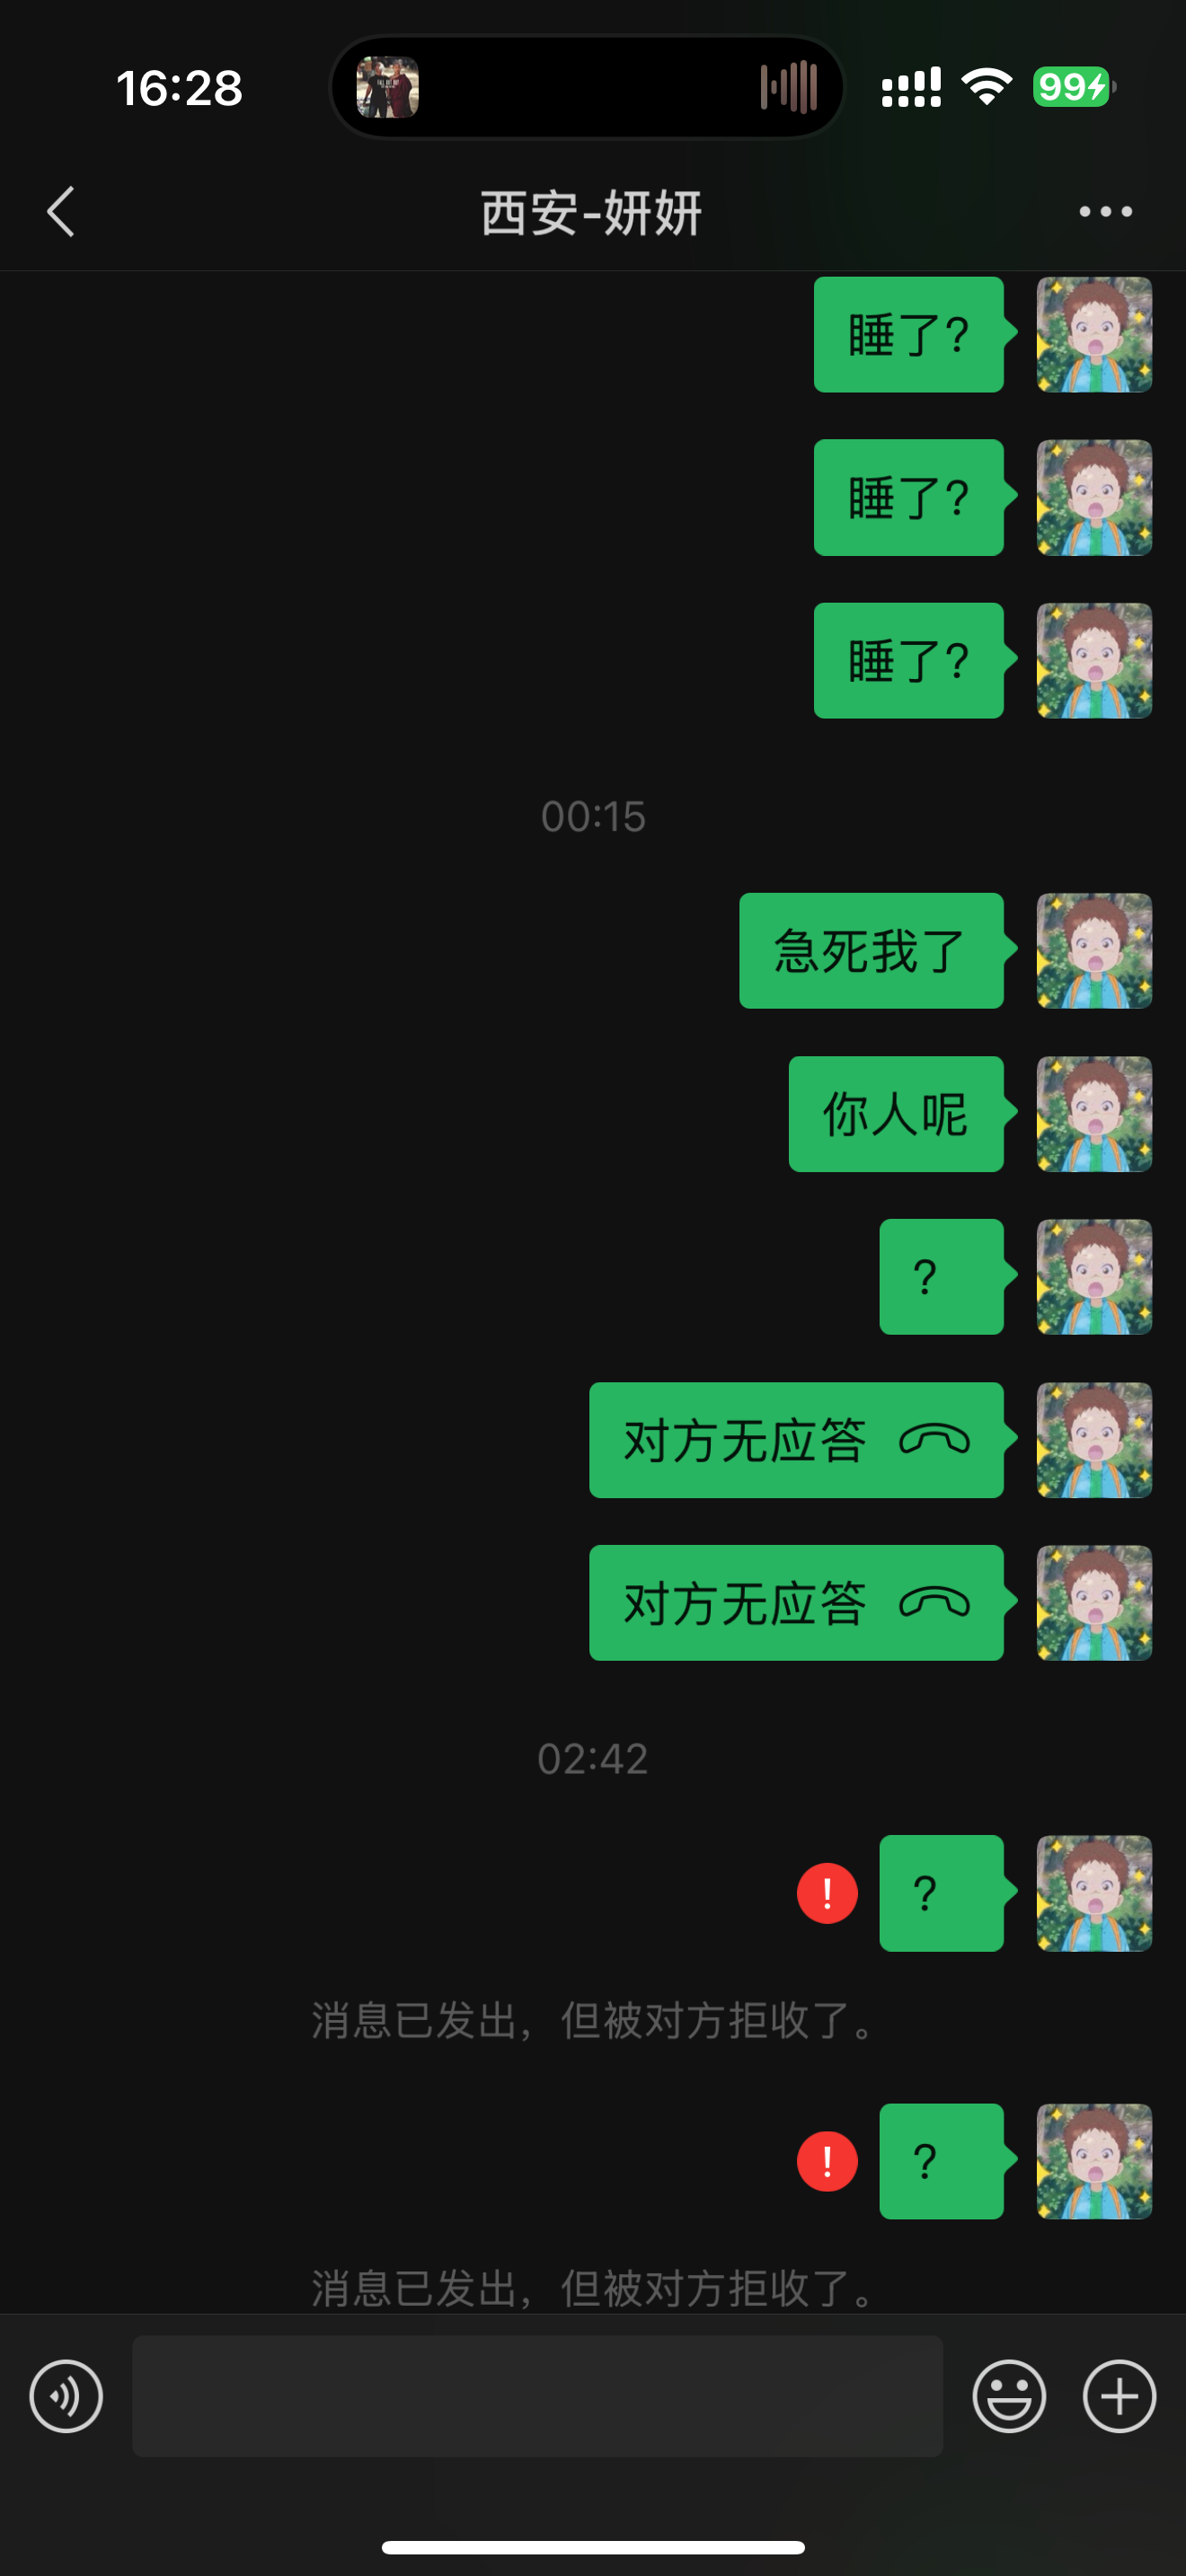 16:28
99
西安-妍妍
睡了?
睡了?
睡了?
00:15
急死我了
你人呢
?
对方无应答
对方无应答
02:42
!
?
消息已发出，但被对方拒收了。
!
?
消息已发出，但被对方拒收了。